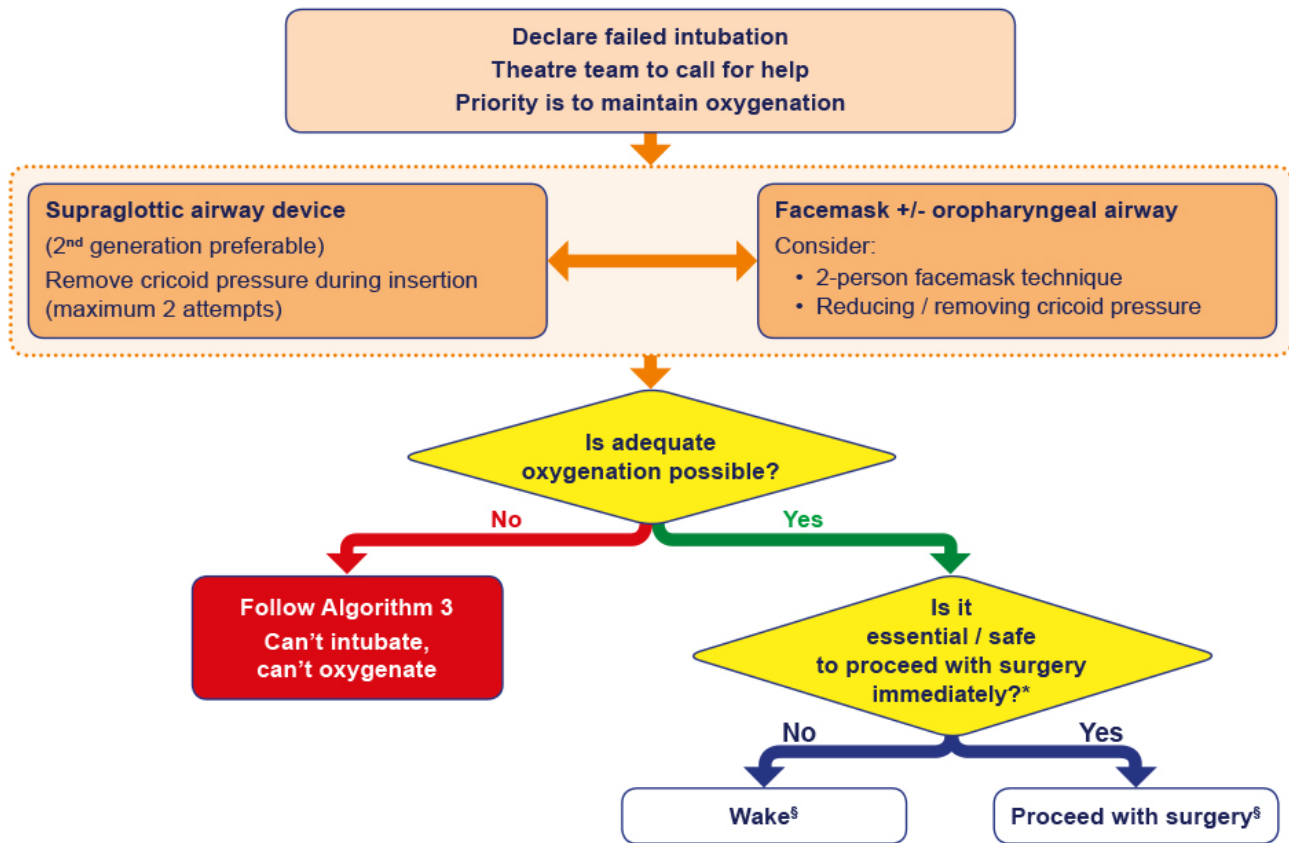 Declare failed intubation
Theatre team to call for help
Priority is to maintain oxygenation
Supraglottic airway device
(2nd generation preferable)
Remove cricoid pressure during insertion
(maximum 2 attempts)
Facemask +/- oropharyngeal airway
Consider:
• 2-person facemask technique
• Reducing / removing cricoid pressure
Is adequate
oxygenation possible?
No
Yes
Follow Algorithm 3
Can’t intubate,
can’t oxygenate
Is it
essential / safe
to proceed with surgery
immediately?*
No
Yes
Wake§
Proceed with surgery§